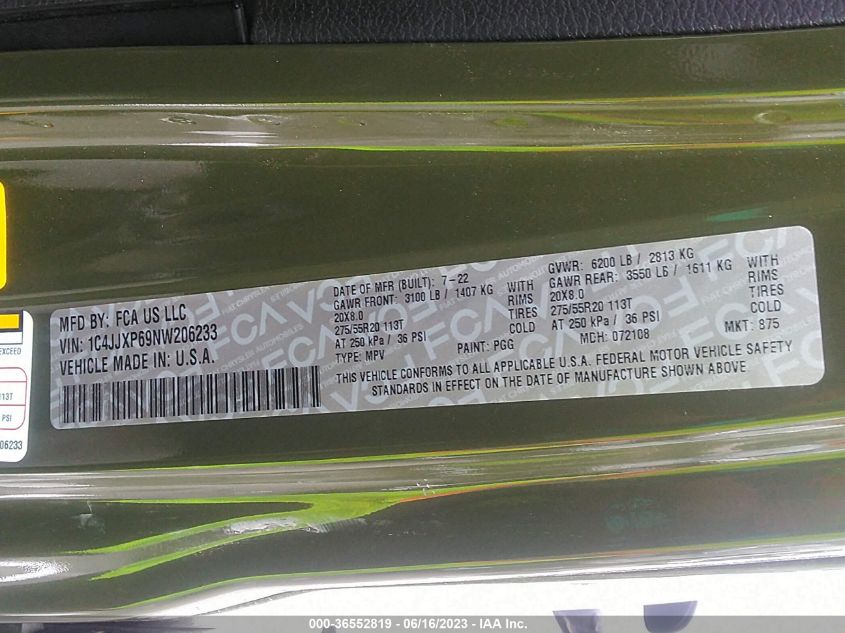 MFD BY: FCA US LLC
VIN: 1C4JJXP69NW206233
VEHICLE MADE IN: U.S.A.
DATE OF MFR (BUILT): 7-22
GAWR FRONT: 3100 LB / 1407 KG WITH
20X8.0 RIMS
275/55R20 113T TIRES
AT 250 kPa / 36 PSI COLD
TYPE: MPV PAINT: PGG
GVWR: 6200 LB / 2813 KG
GAWR REAR: 3550 LB / 1611 KG WITH
20X8.0 RIMS
275/55R20 113T TIRES
AT 250 kPa / 36 PSI COLD
MDH: 072108 MKT: 875
THIS VEHICLE CONFORMS TO ALL APPLICABLE U.S.A. FEDERAL MOTOR VEHICLE SAFETY
STANDARDS IN EFFECT ON THE DATE OF MANUFACTURE SHOWN ABOVE
EXCEED
113T
PSI
06233
000-36552819 - 06/16/2023 - IAA Inc.